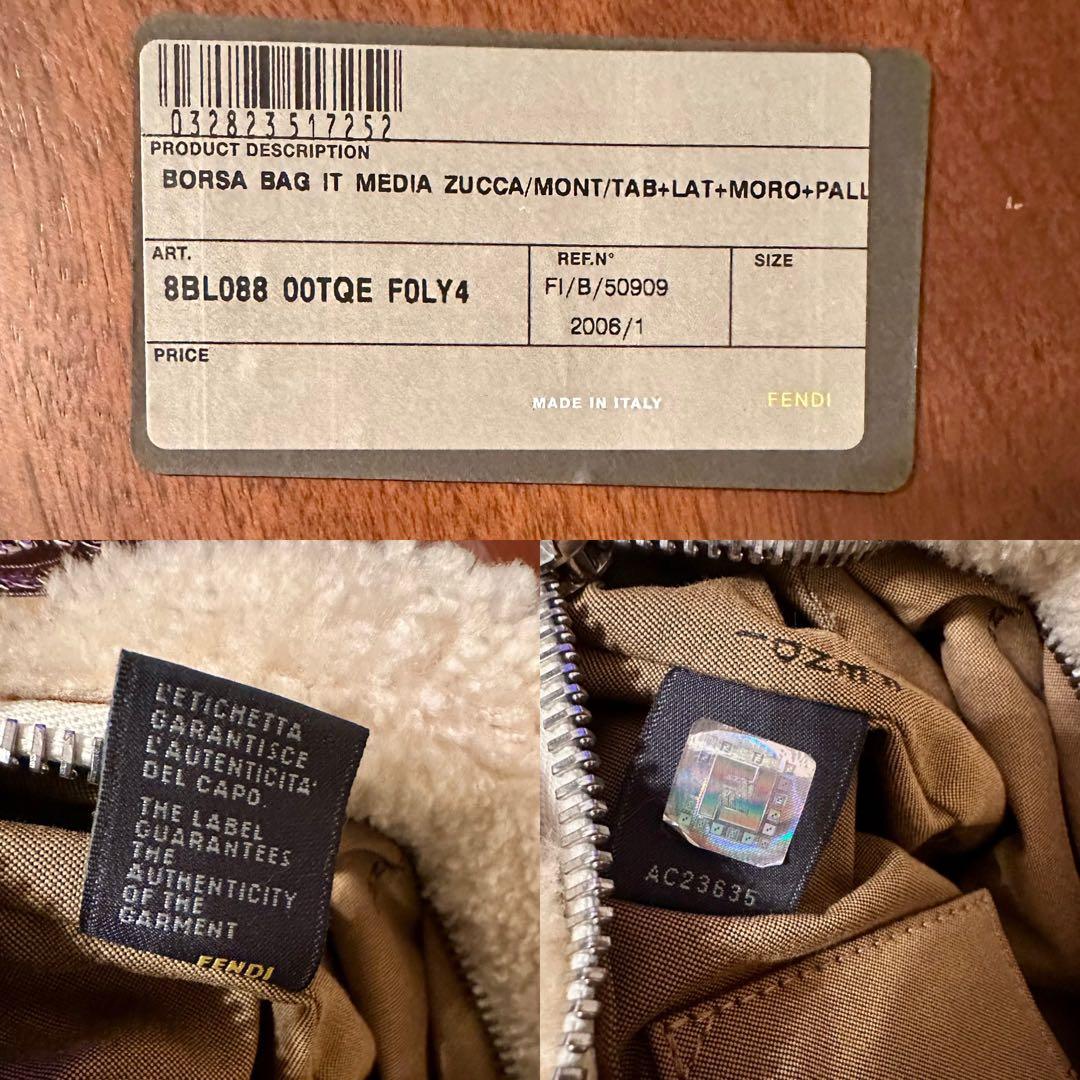 032823517252
PRODUCT DESCRIPTION
BORSA BAG IT MEDIA ZUCCA/MONT/TAB+LAT+MORO+PALL
ART.
8BL088 00TQE F0LY4
REF.N°
FI/B/50909
2006/1
SIZE
PRICE
MADE IN ITALY
FENDI
L'ETICHETTA
GARANTISCE
L'AUTENTICITA'
DEL CAPO
THE LABEL
GUARANTEES
THE
AUTHENTICITY
OF THE
GARMENT
FENDI
AC23635